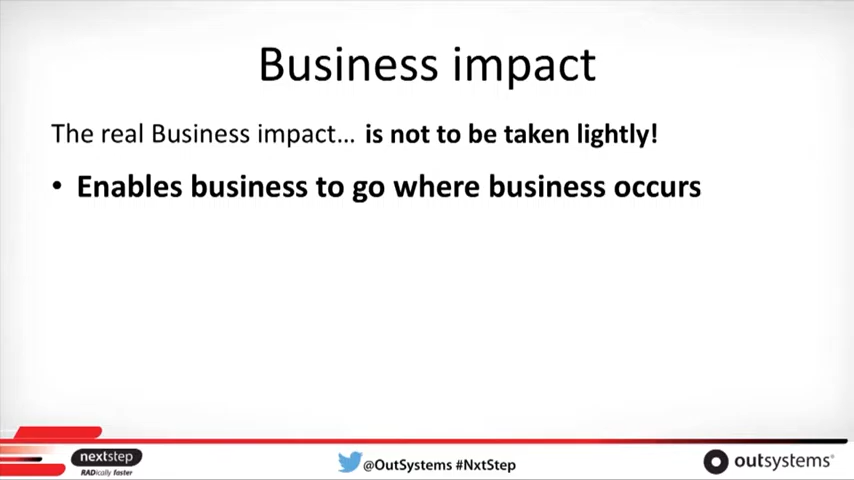 Business impact
The real Business impact... is not to be taken lightly!
• Enables business to go where business occurs
nextstep
RADically faster
@OutSystems #NxtStep
outsystems®